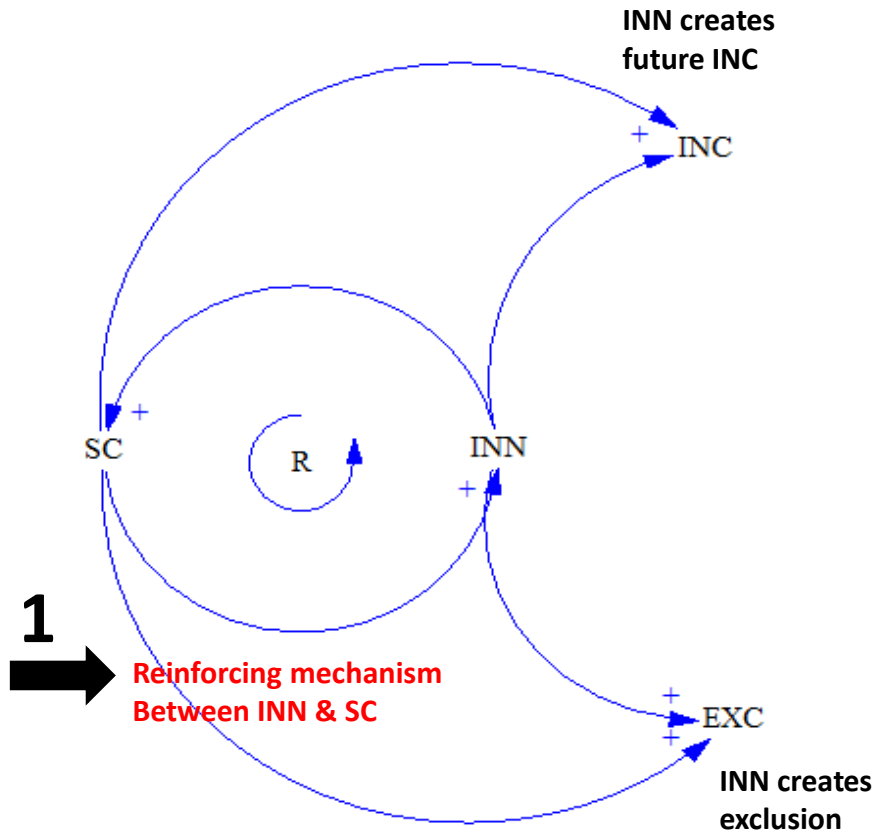 INN creates
future INC
+
INC
+
SC
R
INN
+
1
Reinforcing mechanism
Between INN & SC
+
EXC
+
INN creates
exclusion